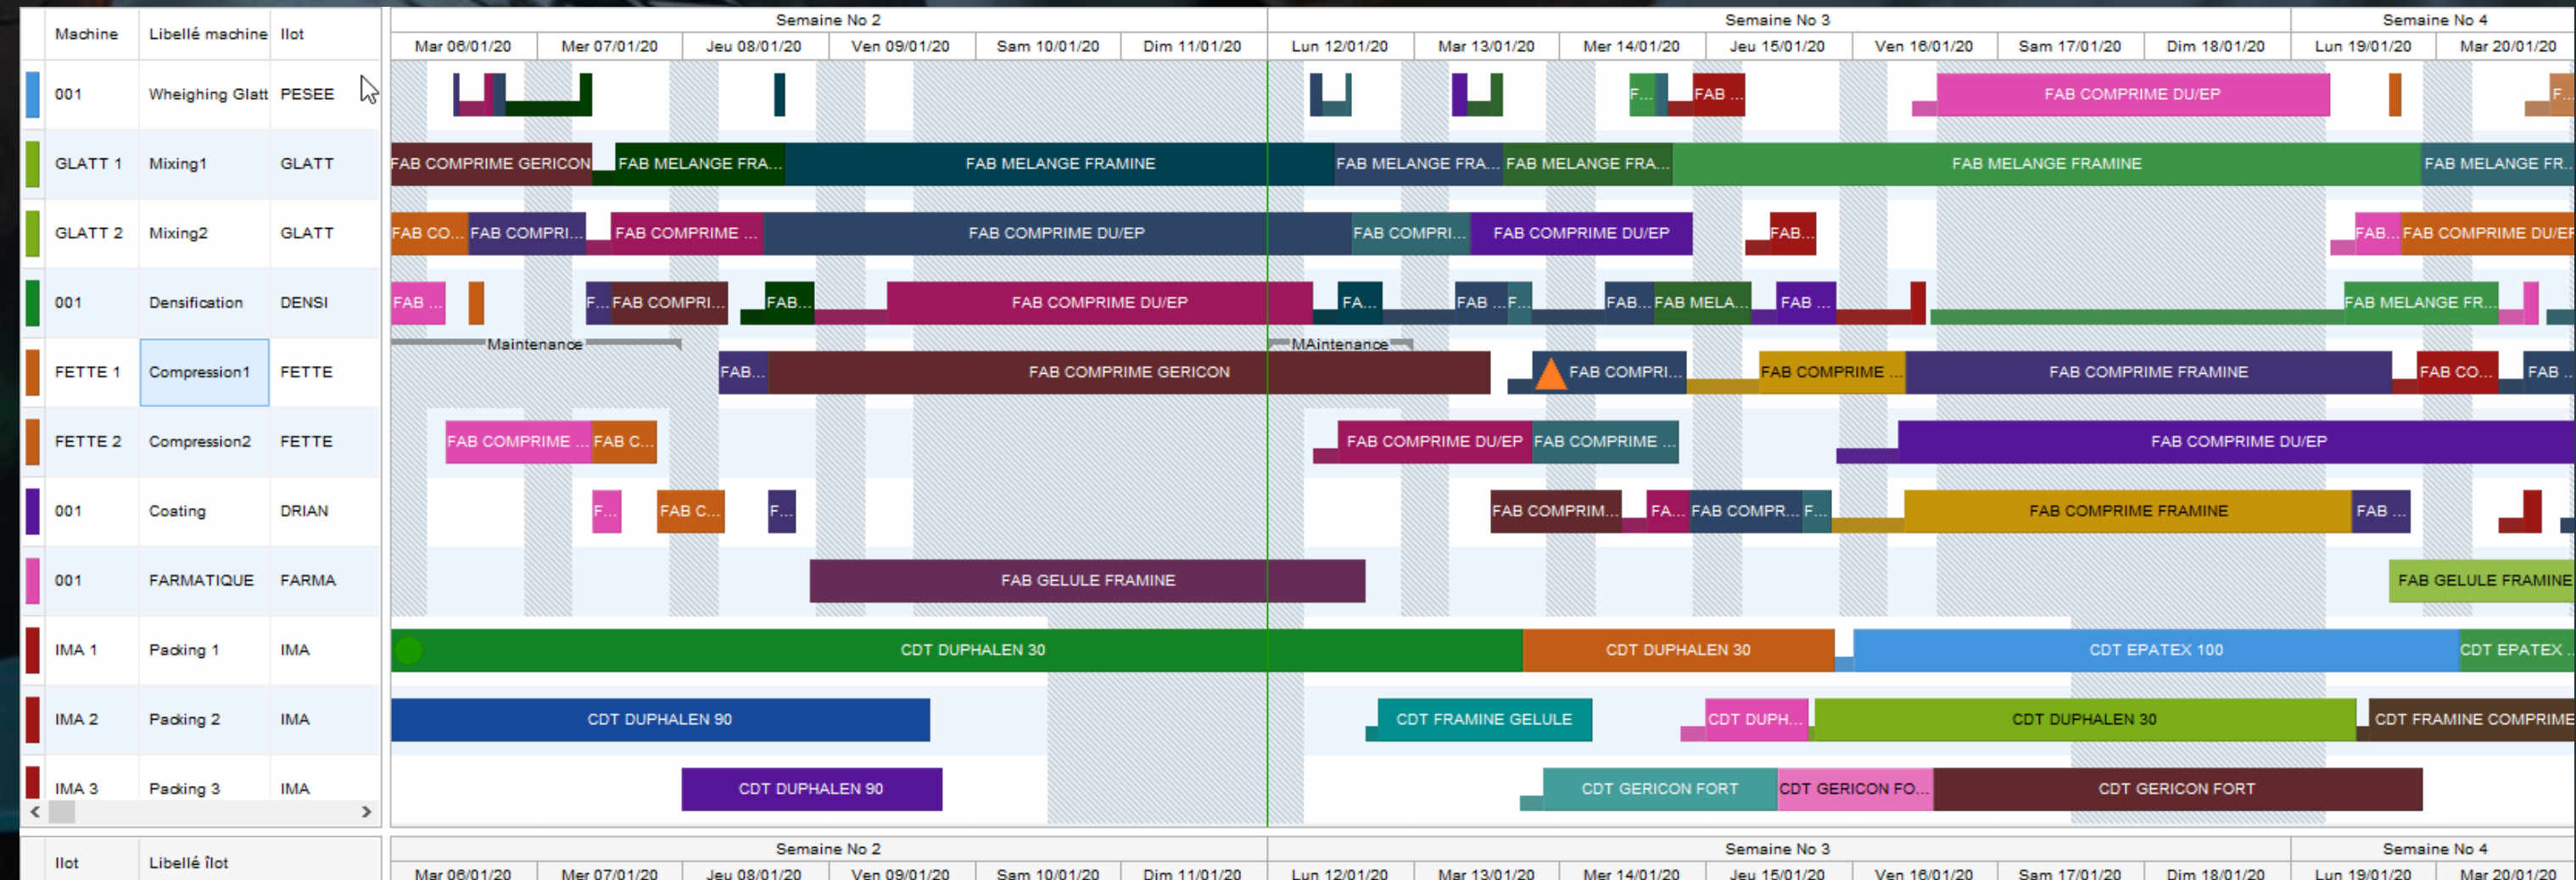 Semaine No 2 Semaine No 3 Semaine No 4
Machine Libellé machine Ilot
Mar 06/01/20 Mer 07/01/20 Jeu 08/01/20 Ven 09/01/20 Sam 10/01/20 Dim 11/01/20 Lun 12/01/20 Mar 13/01/20 Mer 14/01/20 Jeu 15/01/20 Ven 16/01/20 Sam 17/01/20 Dim 18/01/20 Lun 19/01/20 Mar 20/01/20
001 Wheighing Glatt PESEE F... FAB ... FAB COMPRIME DU/EP F...
GLATT 1 Mixing1 GLATT FAB COMPRIME GERICON FAB MELANGE FRA... FAB MELANGE FRAMINE FAB MELANGE FRA... FAB MELANGE FRA... FAB MELANGE FRAMINE FAB MELANGE FR...
GLATT 2 Mixing2 GLATT FAB CO... FAB COMPRI... FAB COMPRIME ... FAB COMPRIME DU/EP FAB COMPRI... FAB COMPRIME DU/EP FAB... FAB... FAB COMPRIME DU/EP
001 Densification DENSI FAB ... F... FAB COMPRI... FAB... FAB COMPRIME DU/EP FA... FAB ... F... FAB... FAB MELA... FAB ... FAB MELANGE FR...
Maintenance MAintenance
FETTE 1 Compression1 FETTE FAB... FAB COMPRIME GERICON FAB COMPRI... FAB COMPRIME ... FAB COMPRIME FRAMINE FAB CO... FAB ...
FETTE 2 Compression2 FETTE FAB COMPRIME ... FAB C... FAB COMPRIME DU/EP FAB COMPRIME ... FAB COMPRIME DU/EP
001 Coating DRIAN F... FAB C... F... FAB COMPRIM... FA... FAB COMPR... F... FAB COMPRIME FRAMINE FAB ...
001 FARMATIQUE FARMA FAB GELULE FRAMINE FAB GELULE FRAMINE
IMA 1 Packing 1 IMA CDT DUPHALEN 30 CDT DUPHALEN 30 CDT EPATEX 100 CDT EPATEX ...
IMA 2 Packing 2 IMA CDT DUPHALEN 90 CDT FRAMINE GELULE CDT DUPH... CDT DUPHALEN 30 CDT FRAMINE COMPRIME
IMA 3 Packing 3 IMA CDT DUPHALEN 90 CDT GERICON FORT CDT GERICON FO... CDT GERICON FORT
Semaine No 2 Semaine No 3 Semaine No 4
Ilot Libellé îlot
Mar 06/01/20 Mer 07/01/20 Jeu 08/01/20 Ven 09/01/20 Sam 10/01/20 Dim 11/01/20 Lun 12/01/20 Mar 13/01/20 Mer 14/01/20 Jeu 15/01/20 Ven 16/01/20 Sam 17/01/20 Dim 18/01/20 Lun 19/01/20 Mar 20/01/20